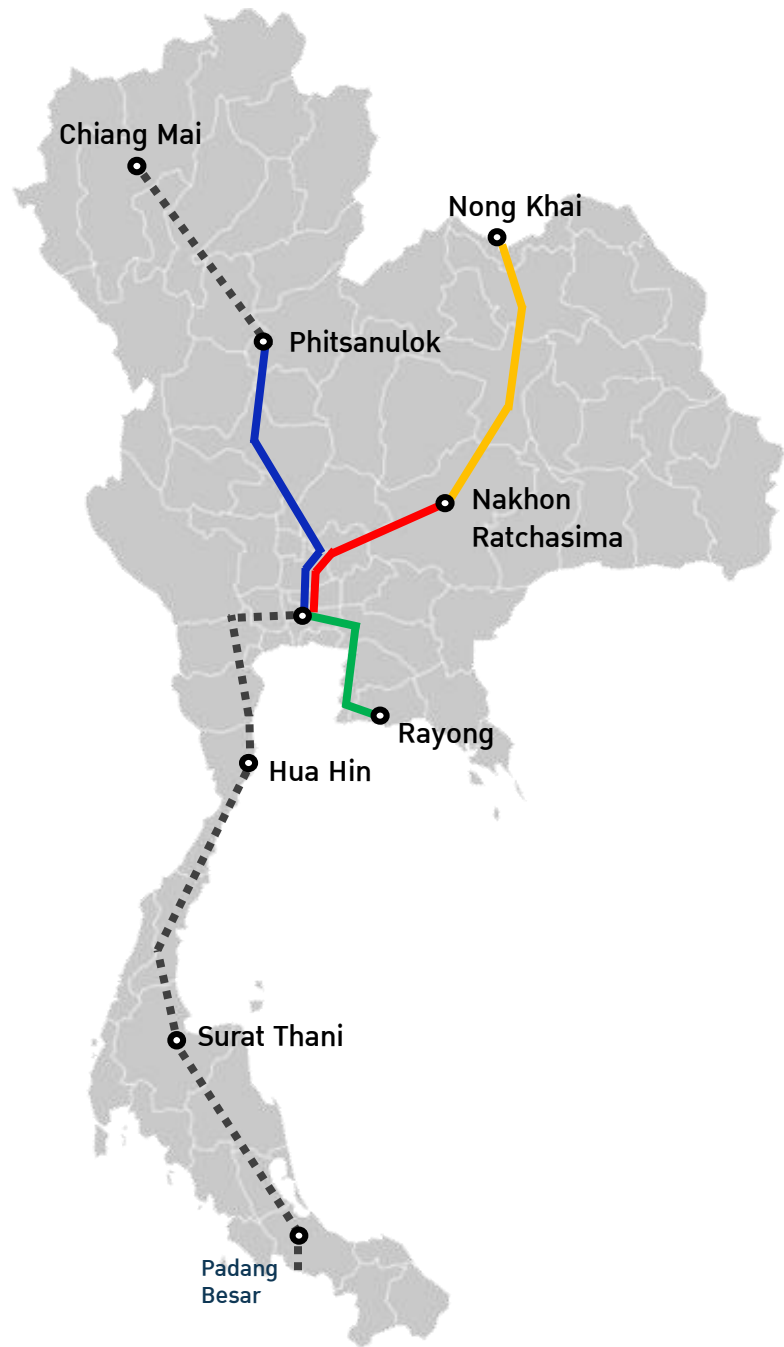 Chiang Mai
Nong Khai
Phitsanulok
Nakhon
Ratchasima
Rayong
Hua Hin
Surat Thani
Padang
Besar